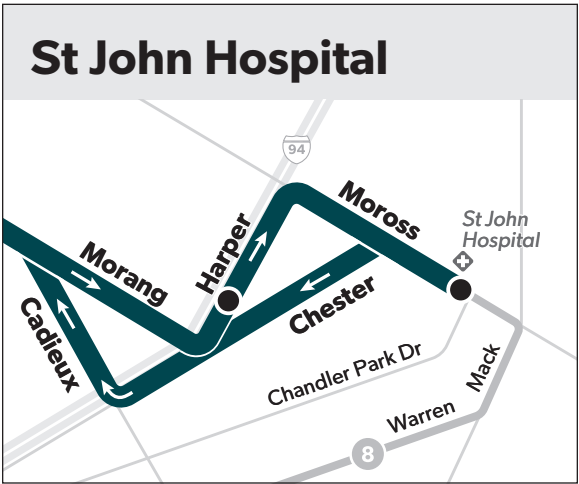 St John Hospital
94
Moross
St John
Hospital
Harper
Morang
Chester
Cadieux
Chandler Park Dr
Mack
Warren
8